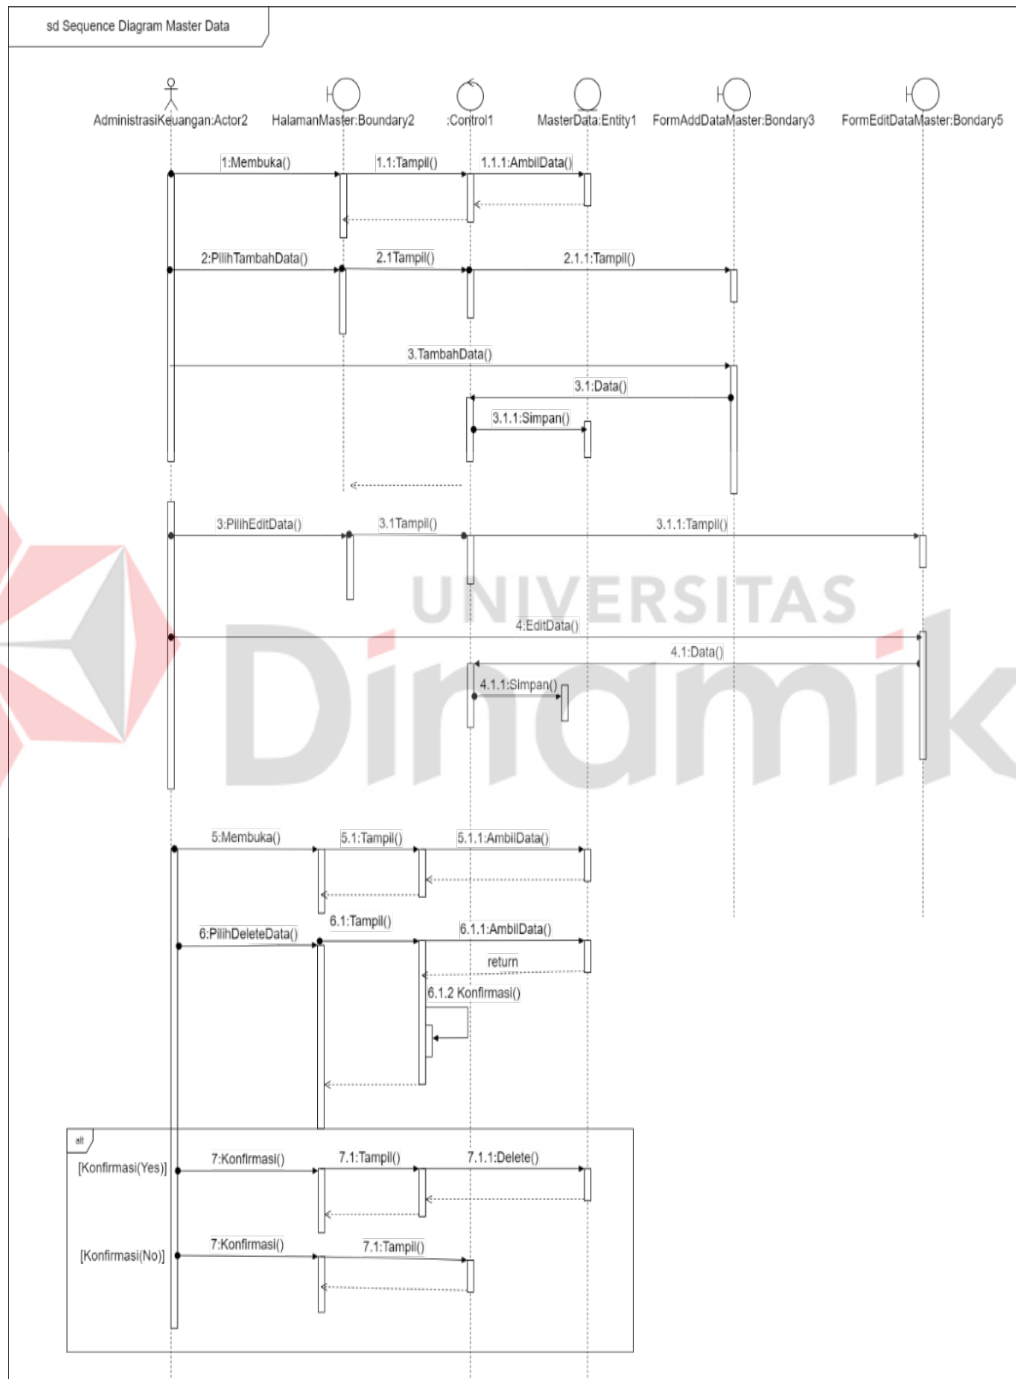 sd Sequence Diagram Master Data
AdministrasiKeuangan:Actor2
HalamanMaster:Boundary2
:Control1
MasterData:Entity1
FormAddDataMaster:Bondary3
FormEditDataMaster:Bondary5
1:Membuka()
1.1:Tampil()
1.1.1:AmbilData()
2:PilihTambahData()
2.1Tampil()
2.1.1:Tampil()
3.TambahData()
3.1:Data()
3.1.1:Simpan()
3:PilihEditData()
3.1Tampil()
3.1.1:Tampil()
UNIVERSITAS
Dinamika
4:EditData()
4.1:Data()
4.1.1:Simpan()
5:Membuka()
5.1:Tampil()
5.1.1:AmbilData()
6:PilihDeleteData()
6.1:Tampil()
6.1.1:AmbilData()
return
6.1.2 Konfirmasi()
alt
[Konfirmasi(Yes)]
7:Konfirmasi()
7.1:Tampil()
7.1.1:Delete()
[Konfirmasi(No)]
7:Konfirmasi()
7.1:Tampil()